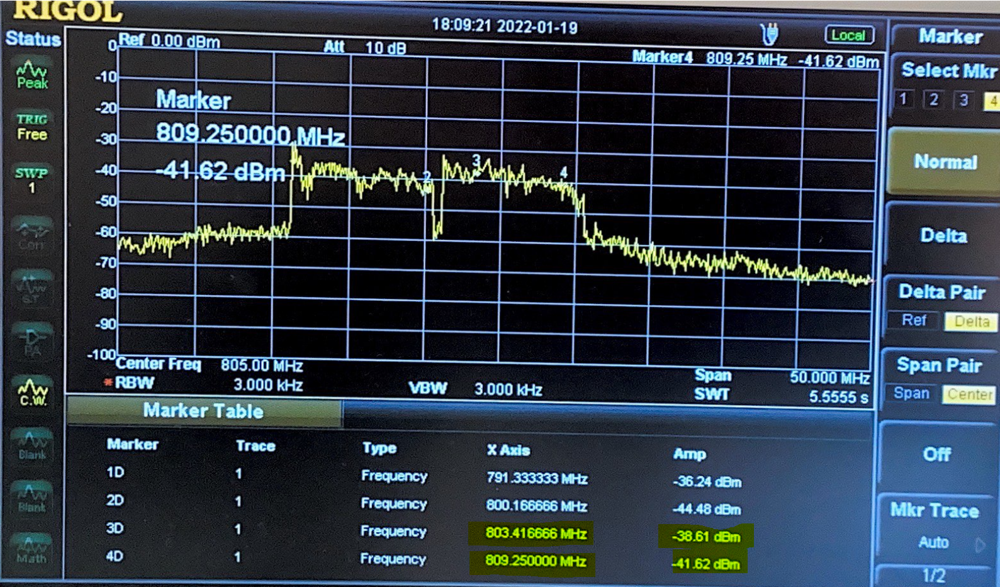 RIGOL
18:09:21 2022-01-19
Local
Status
Ref 0.00 dBm Att 10 dB
Marker4 809.25 MHz -41.62 dBm
0
-10
-20
-30
-40
-50
-60
-70
-80
-90
-100
Marker
809.250000 MHz
-41.62 dBm
2
3
4
Peak
TRIG
Free
SWP
1
Corr
PA
C.W.
Blank
Blank
Math
Center Freq 805.00 MHz
Span 50.000 MHz
*RBW 3.000 kHz VBW 3.000 kHz SWT 5.5555 s
Marker Table
Marker Trace Type X Axis Amp
1D 1 Frequency 791.333333 MHz -36.24 dBm
2D 1 Frequency 800.166666 MHz -44.48 dBm
3D 1 Frequency 803.416666 MHz -38.61 dBm
4D 1 Frequency 809.250000 MHz -41.62 dBm
Marker
Select Mkr
1 2 3 4
Normal
Delta
Delta Pair
Ref Delta
Span Pair
Span Center
Off
Mkr Trace
Auto
1/2